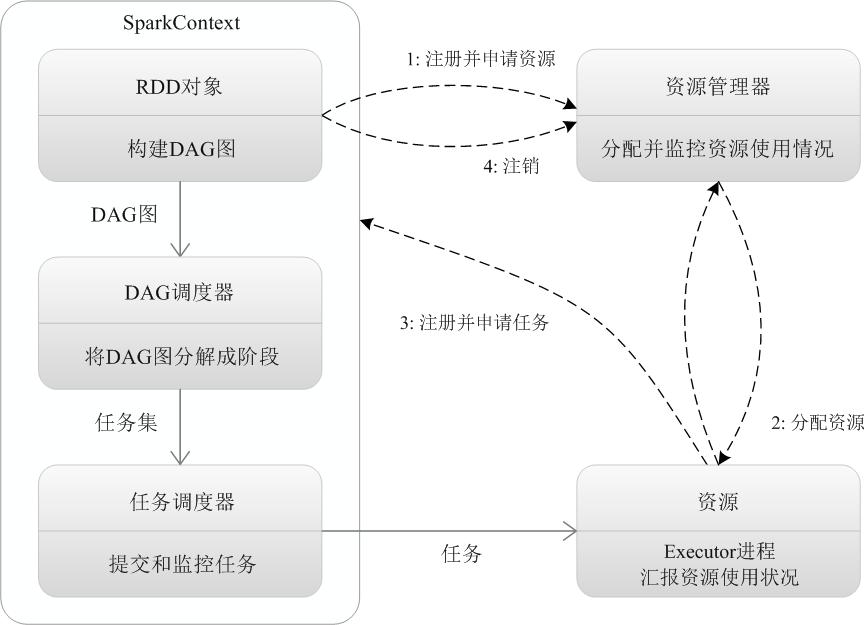 SparkContext
RDD对象
构建DAG图
DAG图
DAG调度器
将DAG图分解成阶段
任务集
任务调度器
提交和监控任务
1: 注册并申请资源
4: 注销
资源管理器
分配并监控资源使用情况
3: 注册并申请任务
2: 分配资源
任务
资源
Executor进程
汇报资源使用状况